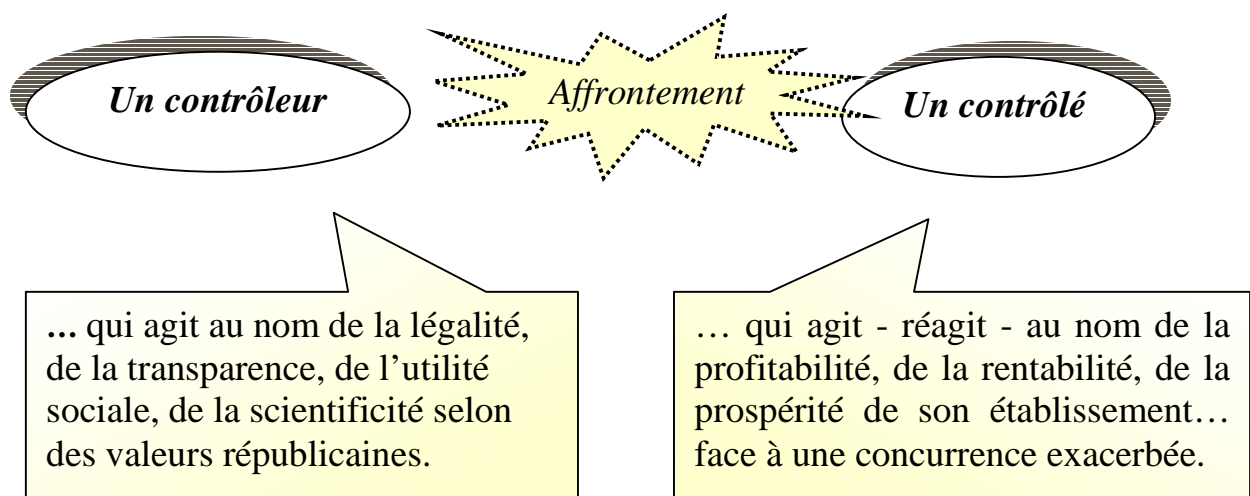 Un contrôleur
Affrontement
Un contrôlé
... qui agit au nom de la légalité,
de la transparence, de l’utilité
sociale, de la scientificité selon
des valeurs républicaines.
… qui agit - réagit - au nom de la
profitabilité, de la rentabilité, de la
prospérité de son établissement…
face à une concurrence exacerbée.